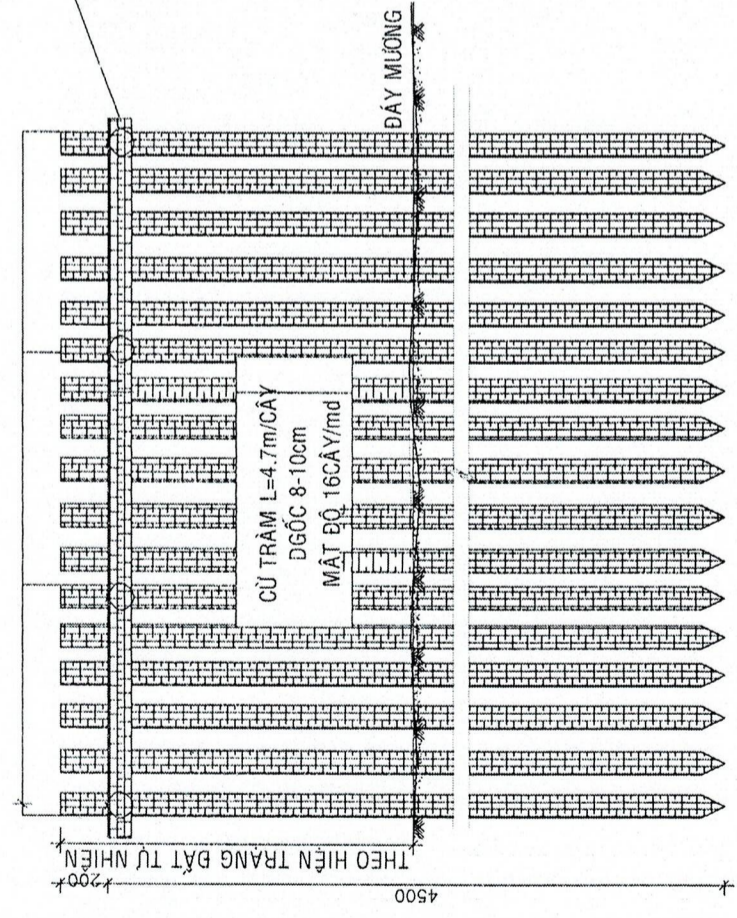 ĐÁY MƯƠNG
CỪ TRÀM L=4.7m/CÂY
DGỐC 8-10cm
MẬT ĐỘ 16CÂY/md
THEO HIỆN TRẠNG ĐẤT TỰ NHIÊN
200
4500